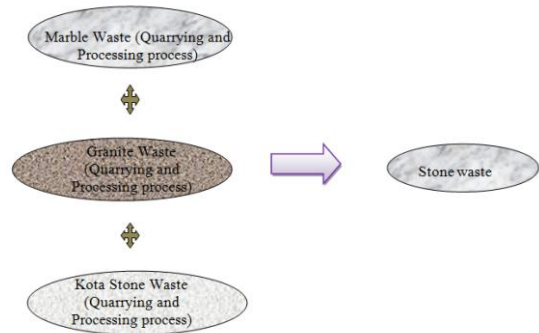 Marble Waste (Quarrying and
Processing process)
Granite Waste
(Quarrying and
Processing process)
Stone waste
Kota Stone Waste
(Quarrying and
Processing process)